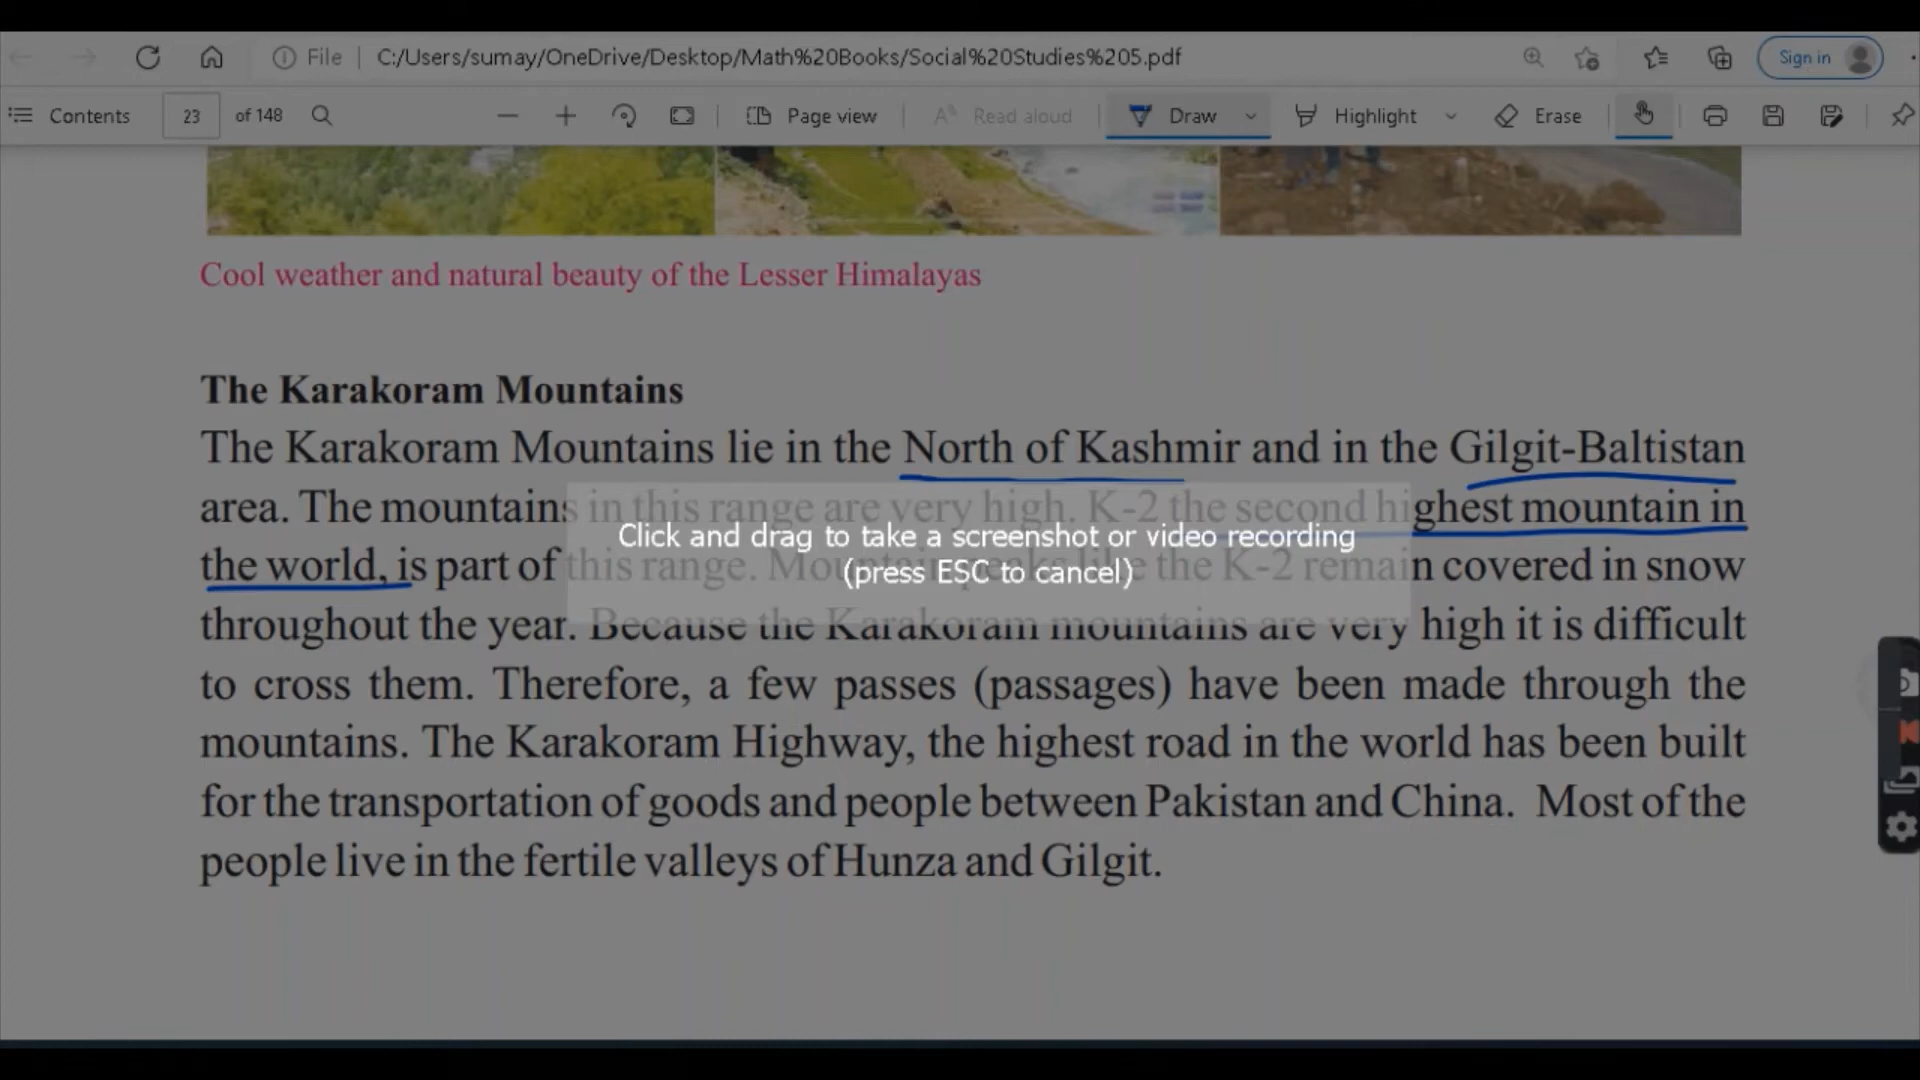 File C:/Users/sumay/OneDrive/Desktop/Math%20Books/Social%20Studies%205.pdf Sign in
Contents 23 of 148 Page view Read aloud Draw Highlight Erase
Cool weather and natural beauty of the Lesser Himalayas
The Karakoram Mountains
The Karakoram Mountains lie in the North of Kashmir and in the Gilgit-Baltistan
area. The mountains in this range are very high. K-2 the second highest mountain in
Click and drag to take a screenshot or video recording
(press ESC to cancel)
the world, is part of this range. Mountain peaks like the K-2 remain covered in snow
throughout the year. Because the Karakoram mountains are very high it is difficult
to cross them. Therefore, a few passes (passages) have been made through the
mountains. The Karakoram Highway, the highest road in the world has been built
for the transportation of goods and people between Pakistan and China. Most of the
people live in the fertile valleys of Hunza and Gilgit.